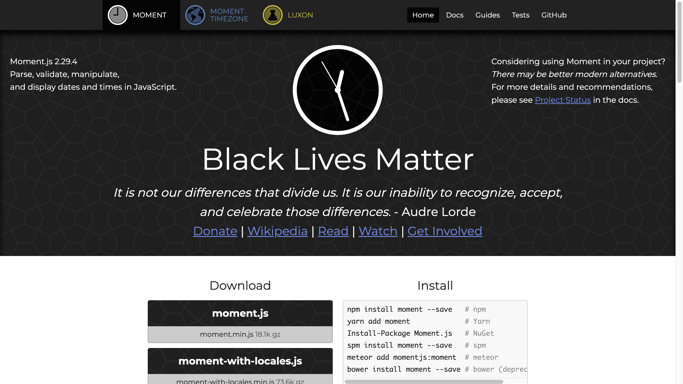 MOMENT
MOMENT
TIMEZONE
LUXON
Home
Docs
Guides
Tests
GitHub
Moment.js 2.29.4
Parse, validate, manipulate,
and display dates and times in JavaScript.
Considering using Moment in your project?
There may be better modern alternatives.
For more details and recommendations,
please see Project Status in the docs.
Black Lives Matter
It is not our differences that divide us. It is our inability to recognize, accept,
and celebrate those differences. - Audre Lorde
Donate | Wikipedia | Read | Watch | Get Involved
Download
moment.js
moment.min.js 18.1k gz
moment-with-locales.js
moment-with-locales.min.js 73.6k gz
Install
npm install moment --save # npm
yarn add moment # Yarn
Install-Package Moment.js # NuGet
spm install moment --save # spm
meteor add momentjs:moment # meteor
bower install moment --save # bower (deprec